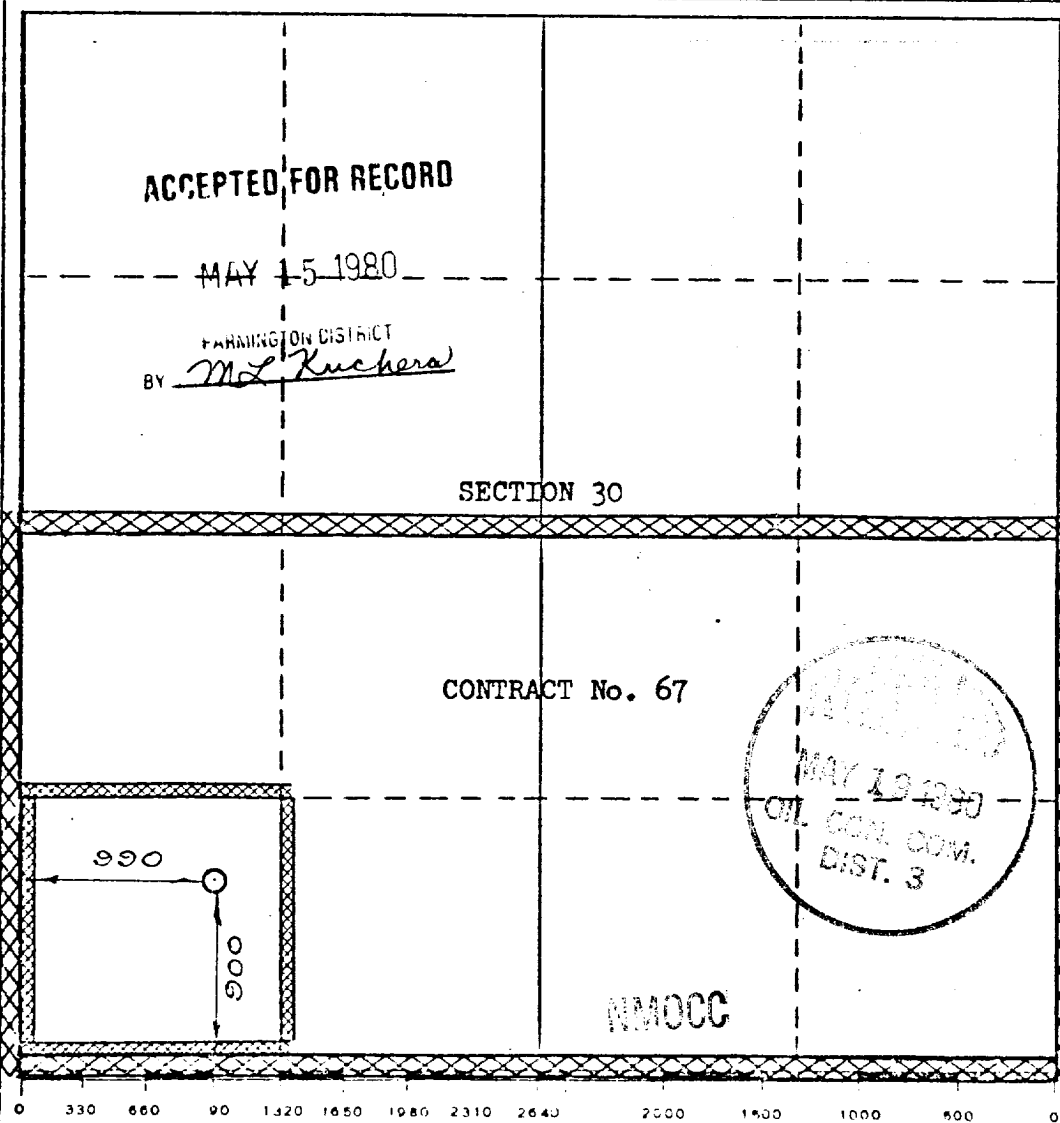 ACCEPTED FOR RECORD
MAY 15 1980
FARMINGTON DISTRICT
BY M L Kuchera
SECTION 30
CONTRACT No. 67
MAY 19 1980
OIL CON. COM.
DIST. 3
990
900
NMOCC
0 330 660 90 1320 1650 1980 2310 2640 2000 1500 1000 500 0